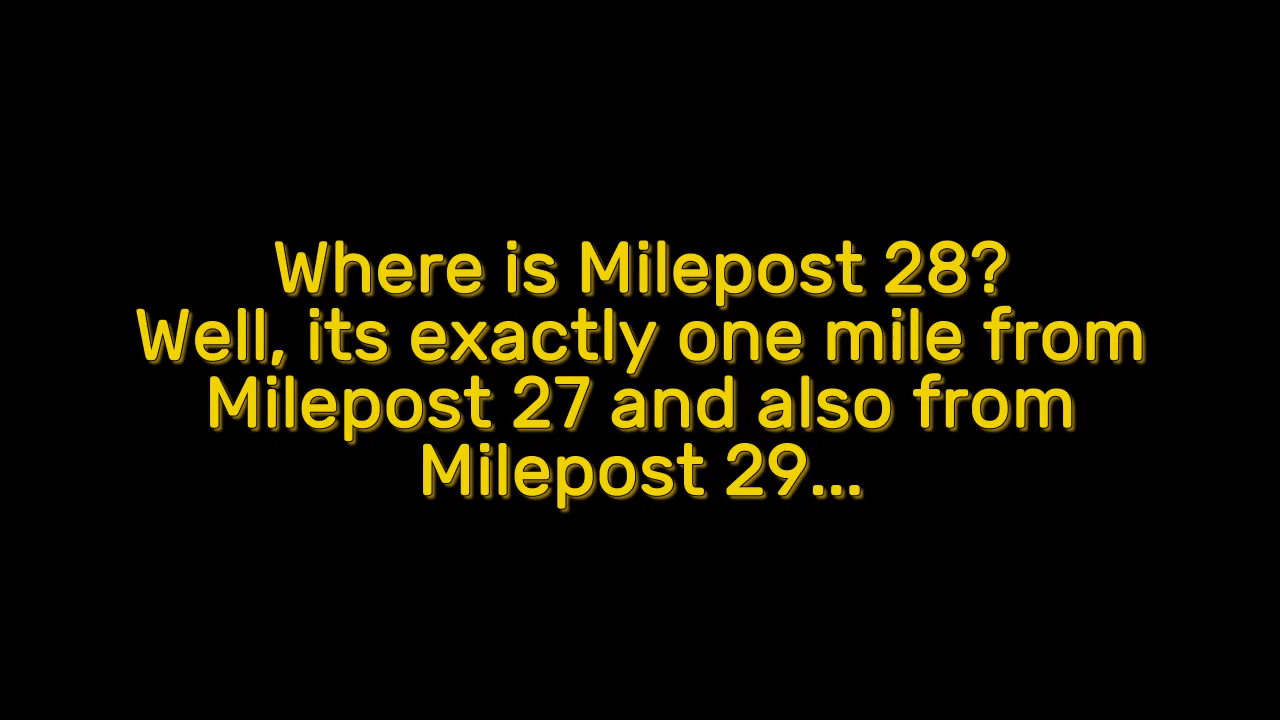 Where is Milepost 28?
Well, its exactly one mile from
Milepost 27 and also from
Milepost 29...